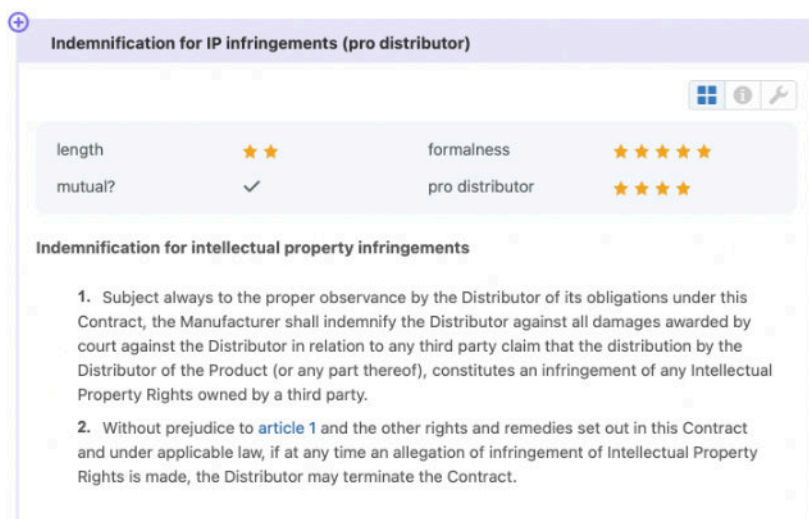 Indemnification for IP infringements (pro distributor)
length
formalness
mutual?
pro distributor
Indemnification for intellectual property infringements
1. Subject always to the proper observance by the Distributor of its obligations under this
Contract, the Manufacturer shall indemnify the Distributor against all damages awarded by
court against the Distributor in relation to any third party claim that the distribution by the
Distributor of the Product (or any part thereof), constitutes an infringement of any Intellectual
Property Rights owned by a third party.
2. Without prejudice to article 1 and the other rights and remedies set out in this Contract
and under applicable law, if at any time an allegation of infringement of Intellectual Property
Rights is made, the Distributor may terminate the Contract.